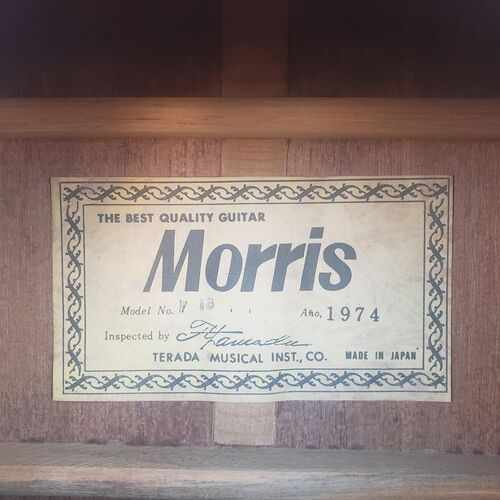 THE BEST QUALITY GUITAR
Morris
Model No. W 18 Año, 1974
Inspected by
TERADA MUSICAL INST., CO. MADE IN JAPAN